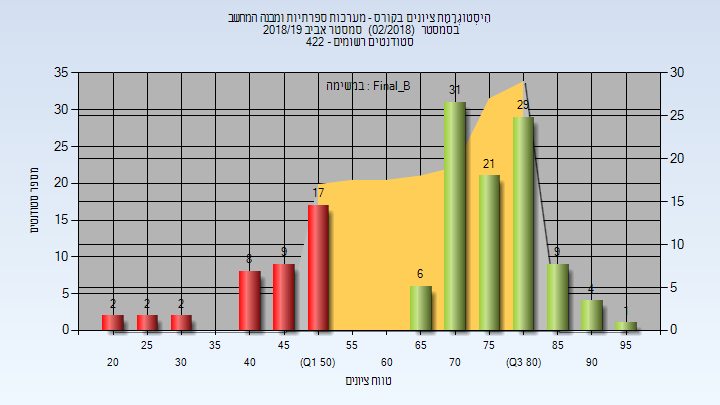 היסטוגרמת ציונים בקורס - מערכות ספרתיות ומבנה המחשב
בסמסטר (02/2018) סמסטר אביב 2018/19
סטודנטים רשומים - 422
במשימה : Final_B
מספר סטודנטים
35
30
25
20
15
10
5
0
30
25
20
15
10
5
0
2 2 2 8 9 17 6 31 21 29 9 4
25 35 45 55 65 75 85 95
20 30 40 (Q1 50) 60 70 (Q3 80) 90
טווח ציונים